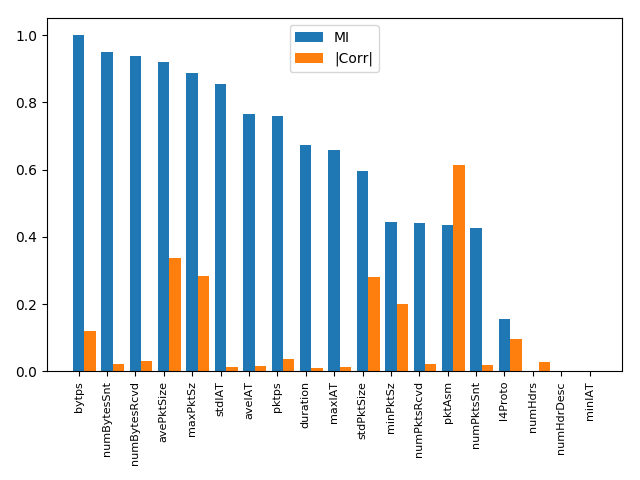 MI
|Corr|
1.0
0.8
0.6
0.4
0.2
0.0
bytps
numBytesSnt
numBytesRcvd
avePktSize
maxPktSz
stdIAT
aveIAT
pktps
duration
maxIAT
stdPktSize
minPktSz
numPktsRcvd
pktAsm
numPktsSnt
l4Proto
numHdrs
numHdrDesc
minIAT